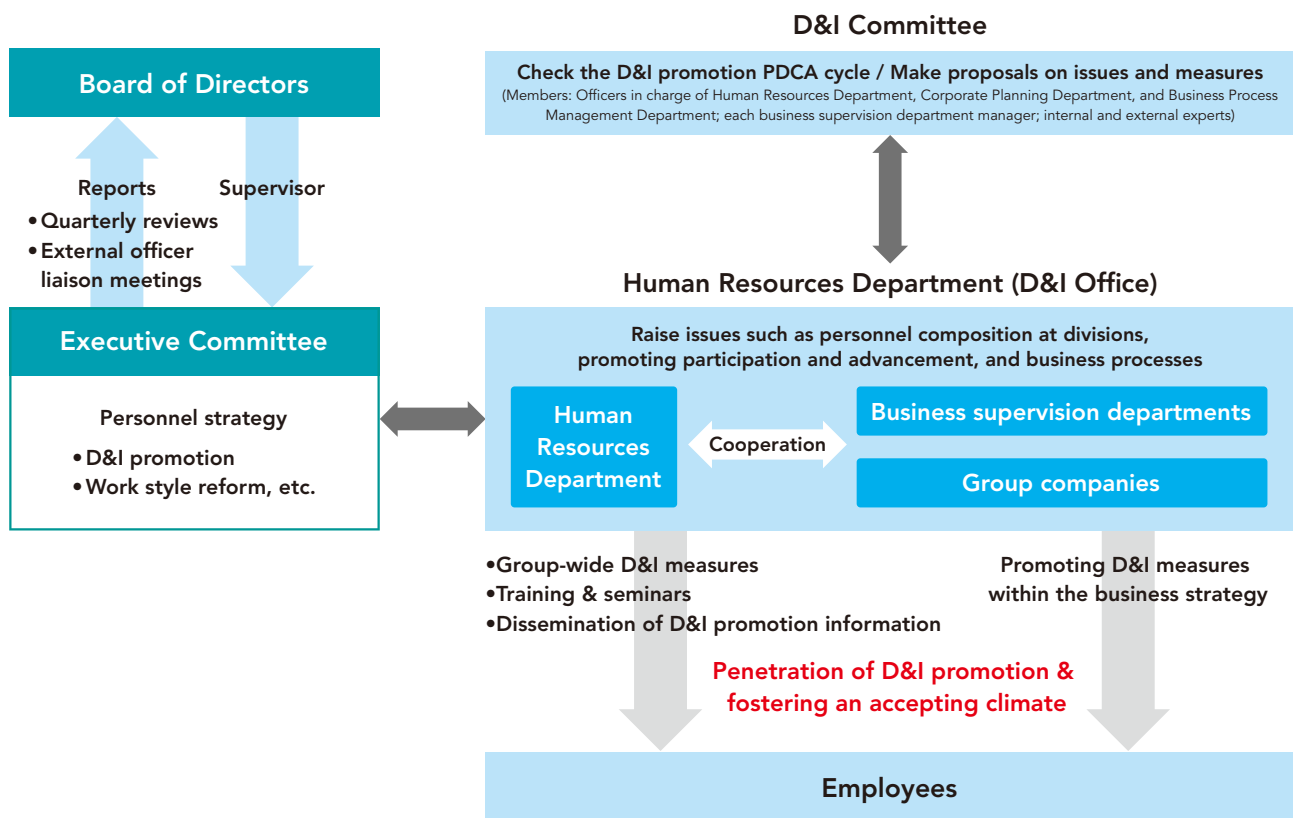 Board of Directors
Reports
•Quarterly reviews
•External officer
liaison meetings
Supervisor
Executive Committee
Personnel strategy
•D&I promotion
•Work style reform, etc.
D&I Committee
Check the D&I promotion PDCA cycle / Make proposals on issues and measures
(Members: Officers in charge of Human Resources Department, Corporate Planning Department, and Business Process
Management Department; each business supervision department manager; internal and external experts)
Human Resources Department (D&I Office)
Raise issues such as personnel composition at divisions,
promoting participation and advancement, and business processes
Human
Resources
Department
Cooperation
Business supervision departments
Group companies
•Group-wide D&I measures
•Training & seminars
•Dissemination of D&I promotion information
Promoting D&I measures
within the business strategy
Penetration of D&I promotion &
fostering an accepting climate
Employees